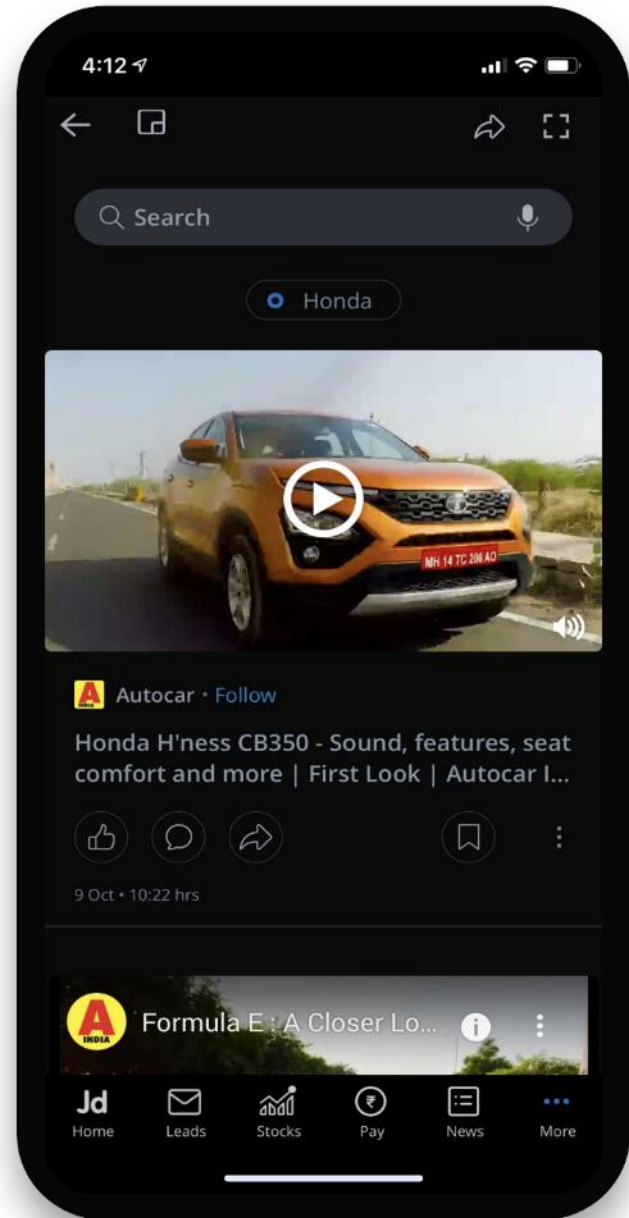 4:12
Search
Honda
MH 14 TC 206 AO
A
INDIA
Autocar • Follow
Honda H'ness CB350 - Sound, features, seat
comfort and more | First Look | Autocar I...
9 Oct • 10:22 hrs
A
INDIA
Formula E : A Closer Lo...
Jd
Home
Leads
Stocks
Pay
News
More